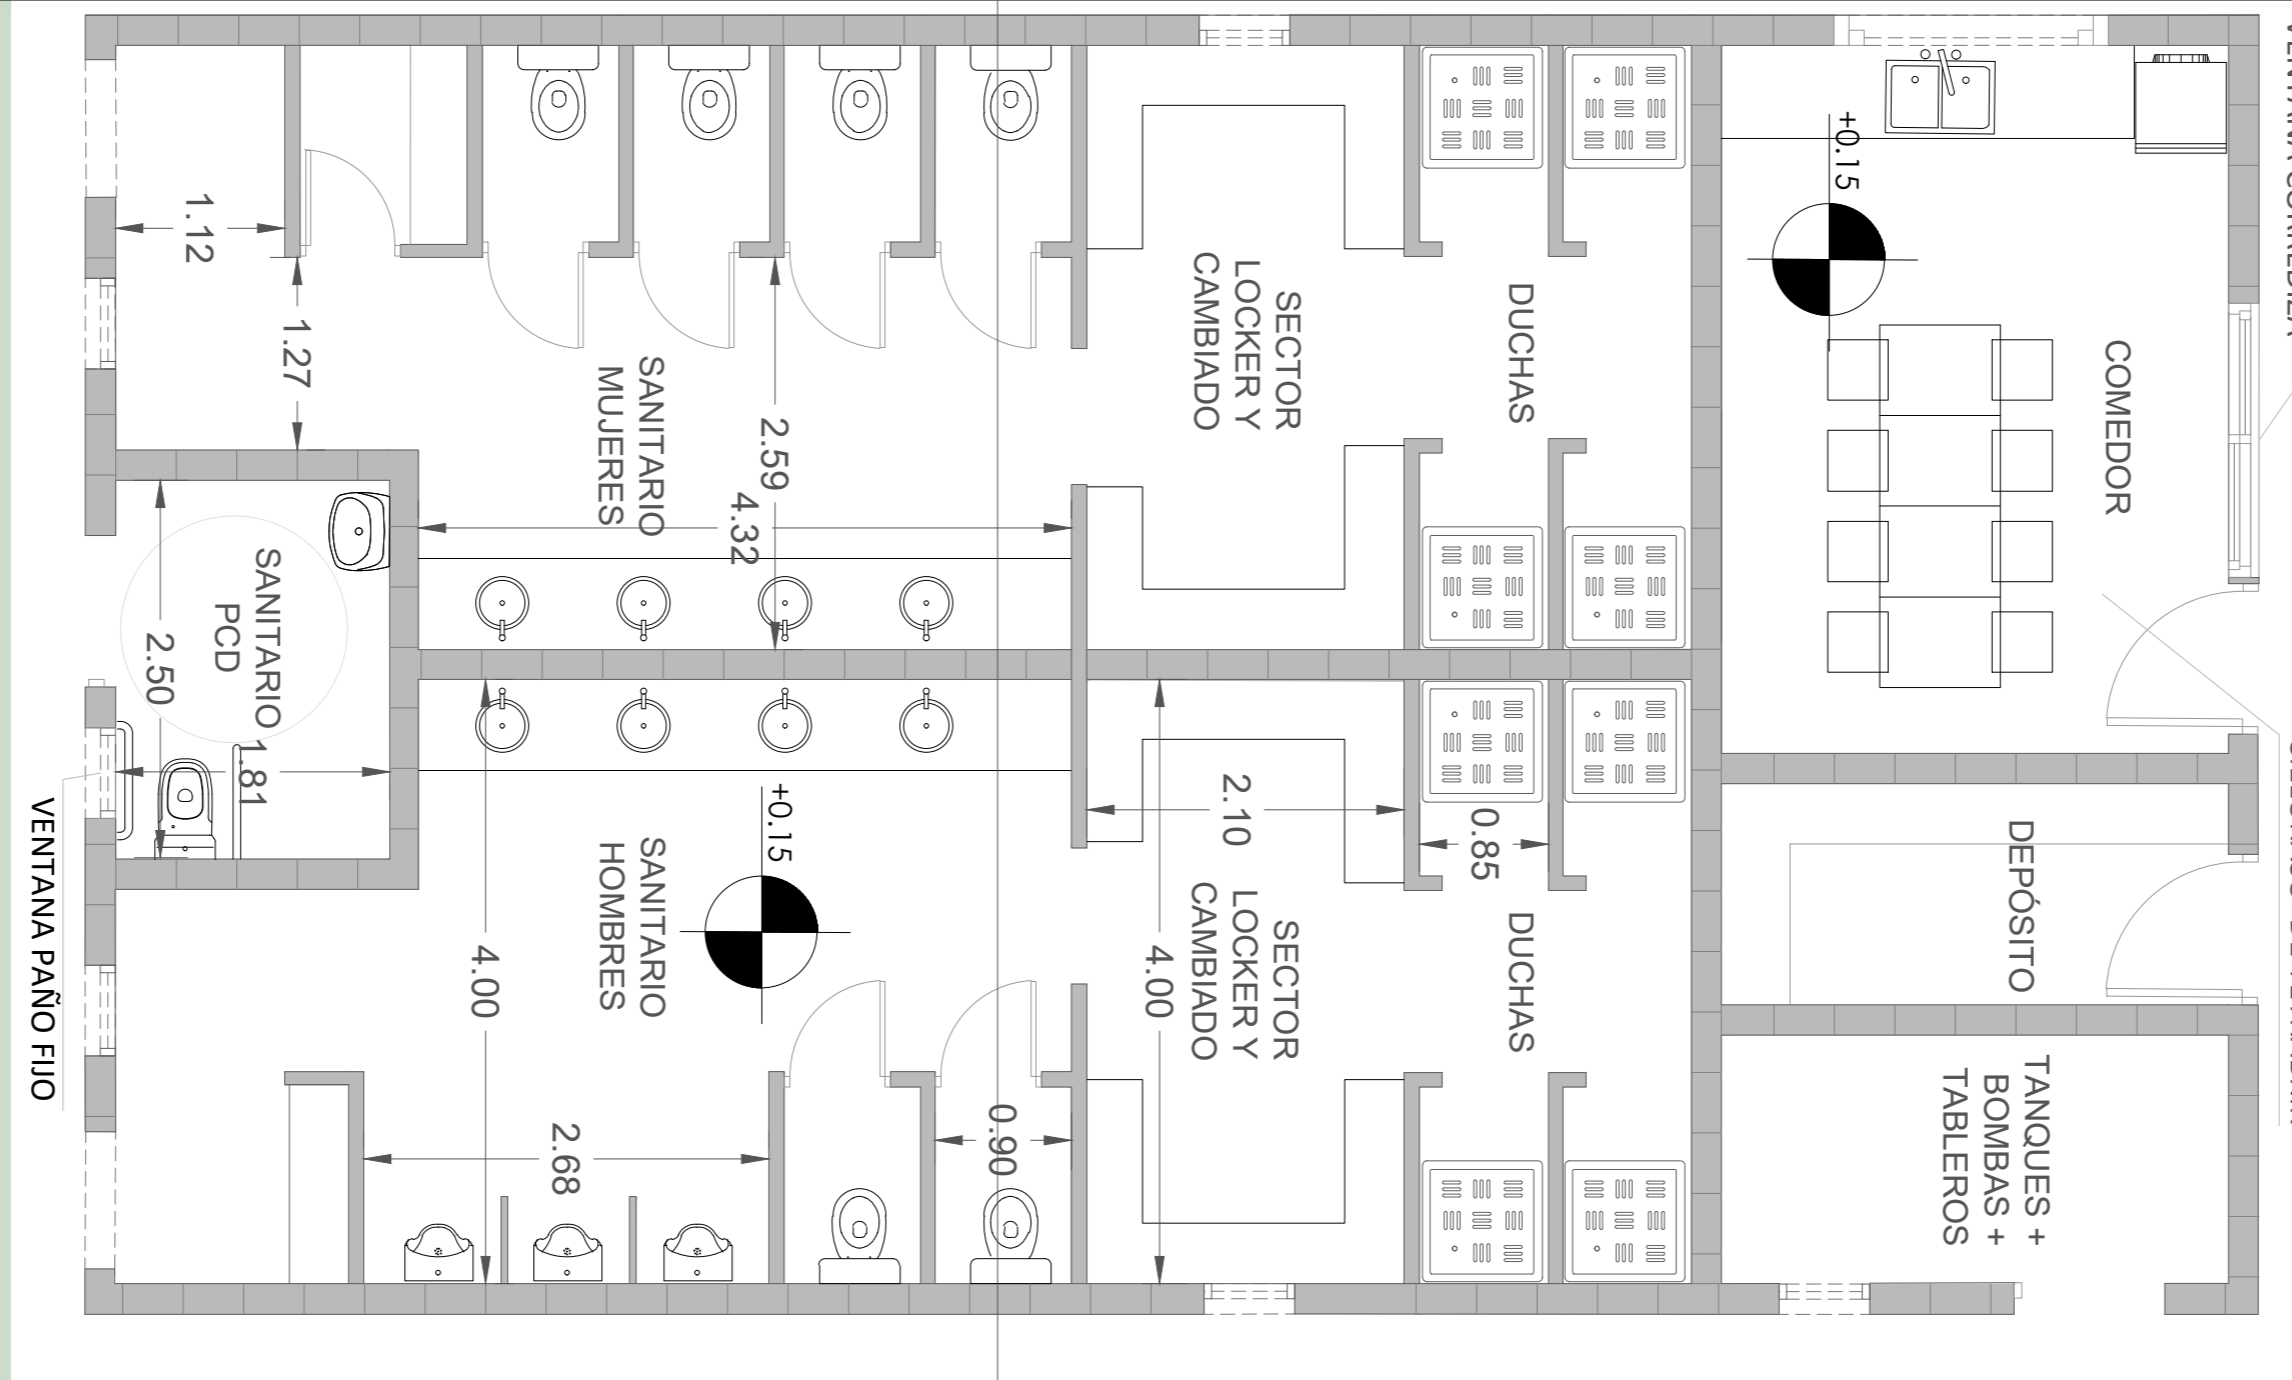 1.12
1.27
SANITARIO
MUJERES
2.59
4.32
SECTOR
LOCKER Y
CAMBIADO
DUCHAS
+0.15
COMEDOR
SANITARIO
PCD
2.50
1.81
VENTANA PAÑO FIJO
SANITARIO
HOMBRES
+0.15
4.00
2.68
0.90
2.10
4.00
SECTOR
LOCKER Y
CAMBIADO
0.85
DUCHAS
DEPÓSITO
TANQUES +
BOMBAS +
TABLEROS